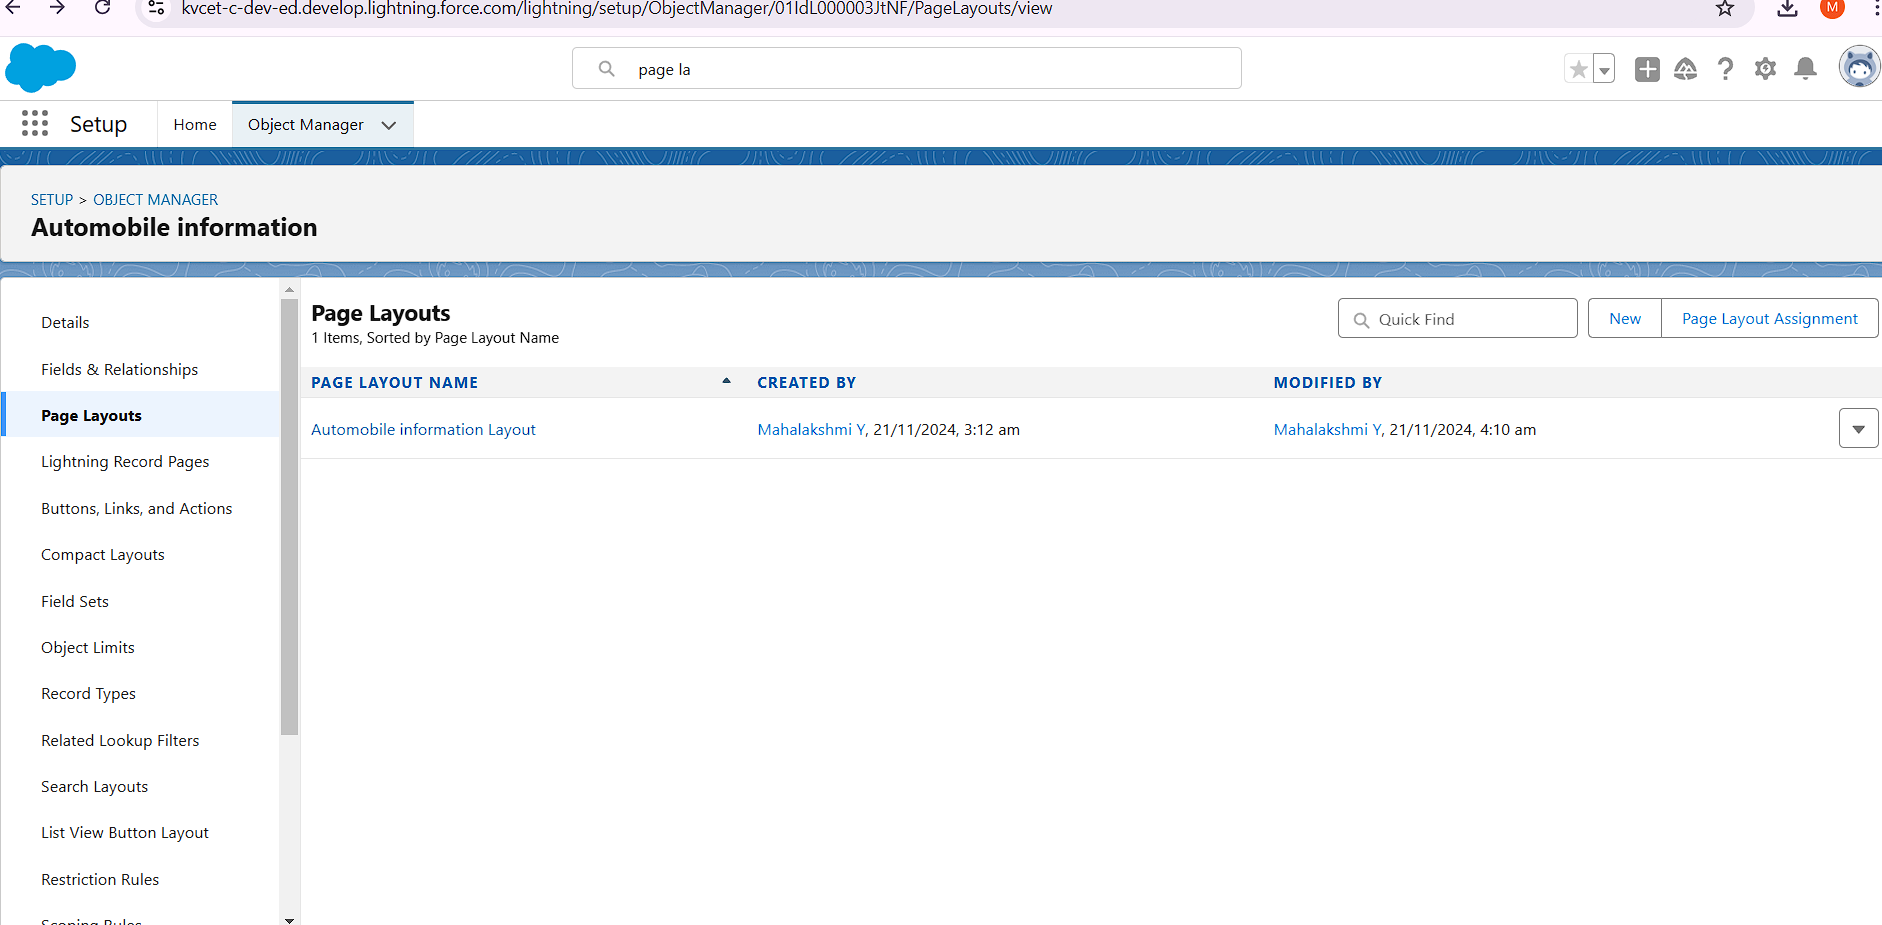 kvcet-c-dev-ed.develop.lightning.force.com/lightning/setup/ObjectManager/01IdL000003JtNF/PageLayouts/view
M
page la
Setup
Home
Object Manager
SETUP > OBJECT MANAGER
Automobile information
Details
Fields & Relationships
Page Layouts
Lightning Record Pages
Buttons, Links, and Actions
Compact Layouts
Field Sets
Object Limits
Record Types
Related Lookup Filters
Search Layouts
List View Button Layout
Restriction Rules
Scoping Rules
Page Layouts
1 Items, Sorted by Page Layout Name
Quick Find
New
Page Layout Assignment
PAGE LAYOUT NAME CREATED BY MODIFIED BY
Automobile information Layout Mahalakshmi Y, 21/11/2024, 3:12 am Mahalakshmi Y, 21/11/2024, 4:10 am